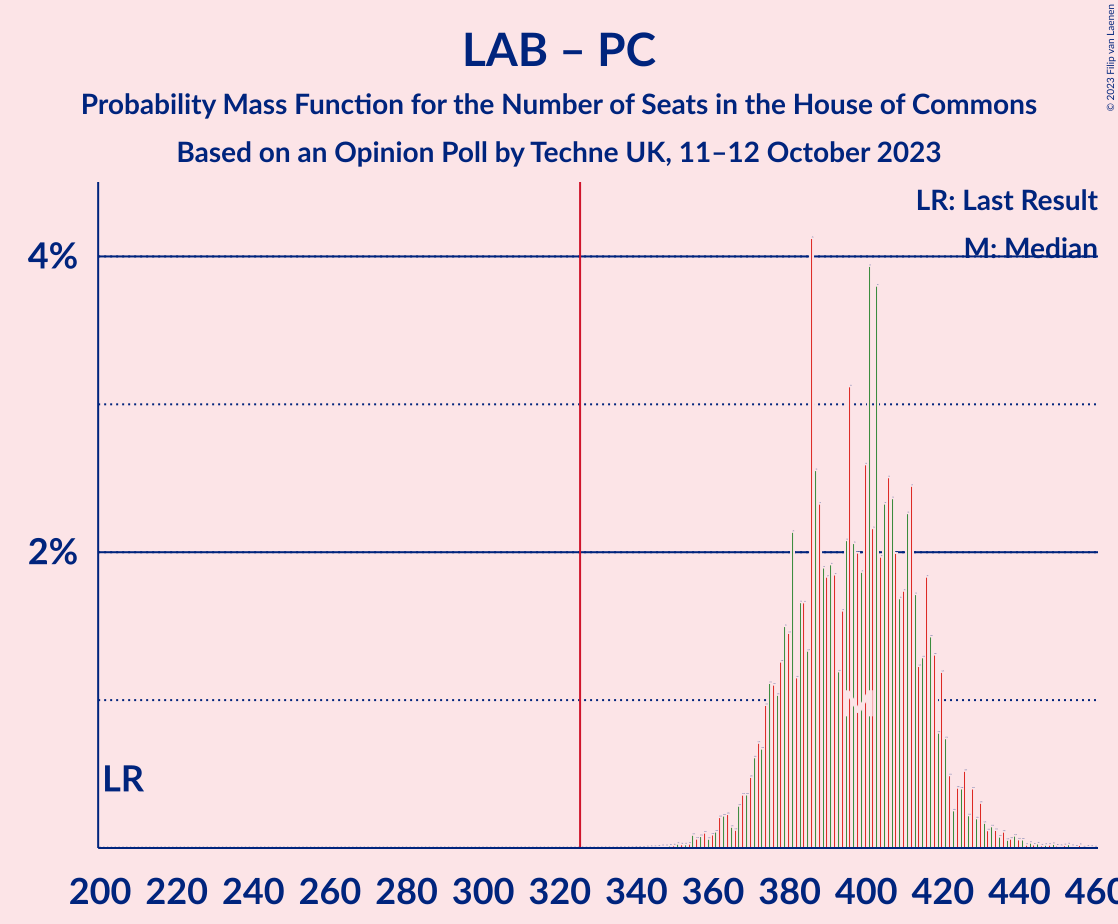 LAB – PC
Probability Mass Function for the Number of Seats in the House of Commons
Based on an Opinion Poll by Techne UK, 11–12 October 2023
© 2023 Filip van Laenen
LR: Last Result
M: Median
4%
2%
LR
M
200 220 240 260 280 300 320 340 360 380 400 420 440 460